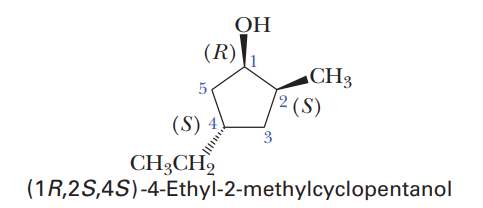 OH
(R) 1
CH3
5
2 (S)
(S) 4
3
CH3CH2
(1R,2S,4S)-4-Ethyl-2-methylcyclopentanol